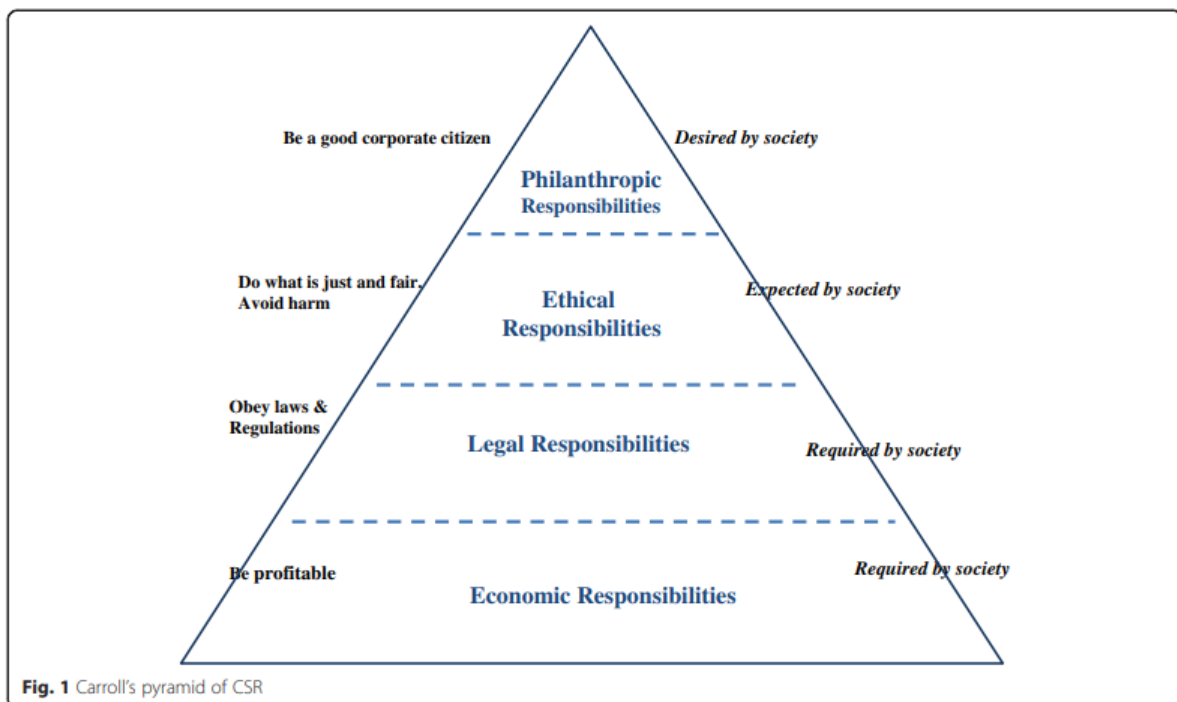 Be a good corporate citizen
Desired by society
Philanthropic
Responsibilities
Do what is just and fair,
Avoid harm
Expected by society
Ethical
Responsibilities
Obey laws &
Regulations
Legal Responsibilities
Required by society
Be profitable
Required by society
Economic Responsibilities
Fig. 1 Carroll's pyramid of CSR